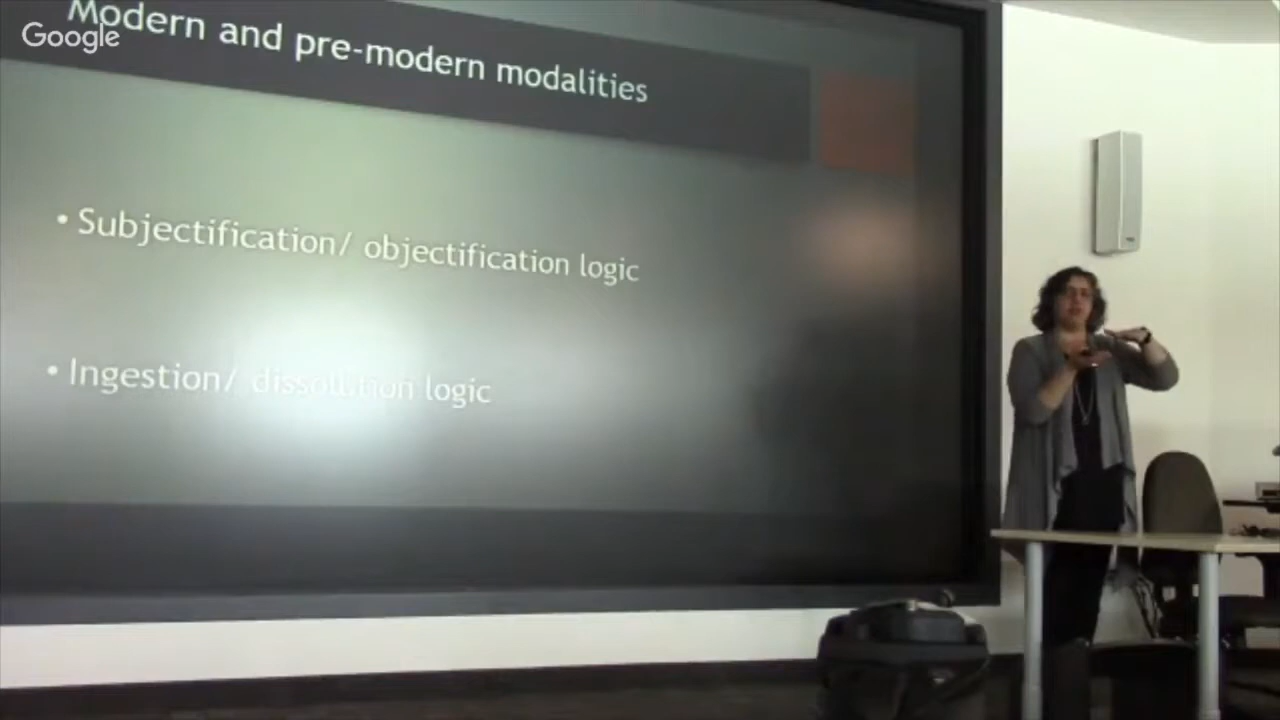 Google
Modern and pre-modern modalities
• Subjectification/ objectification logic
• Ingestion/ dissolution logic